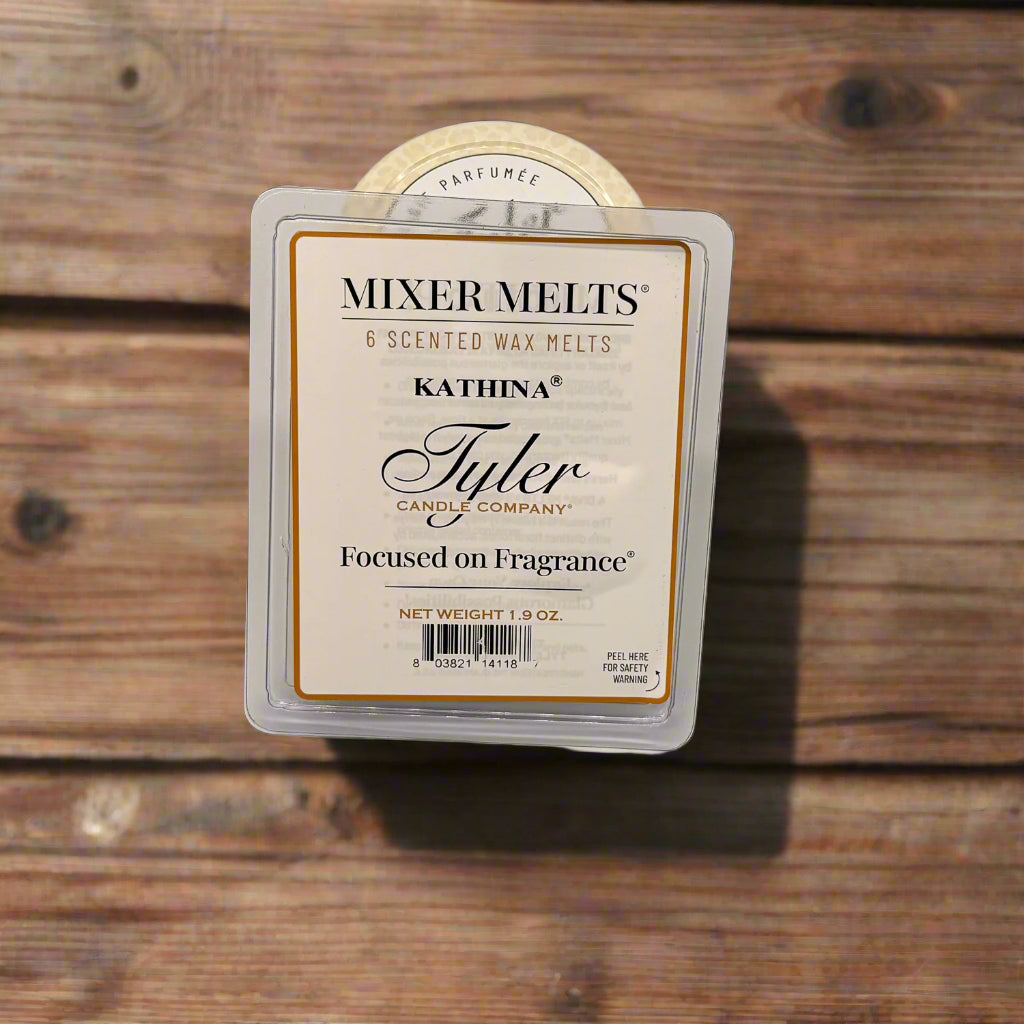 PARFUMÉE
MIXER MELTS®
6 SCENTED WAX MELTS
KATHINA®
Tyler
CANDLE COMPANY®
Focused on Fragrance®
NET WEIGHT 1.9 OZ.
8 03821 14118
PEEL HERE
FOR SAFETY
WARNING